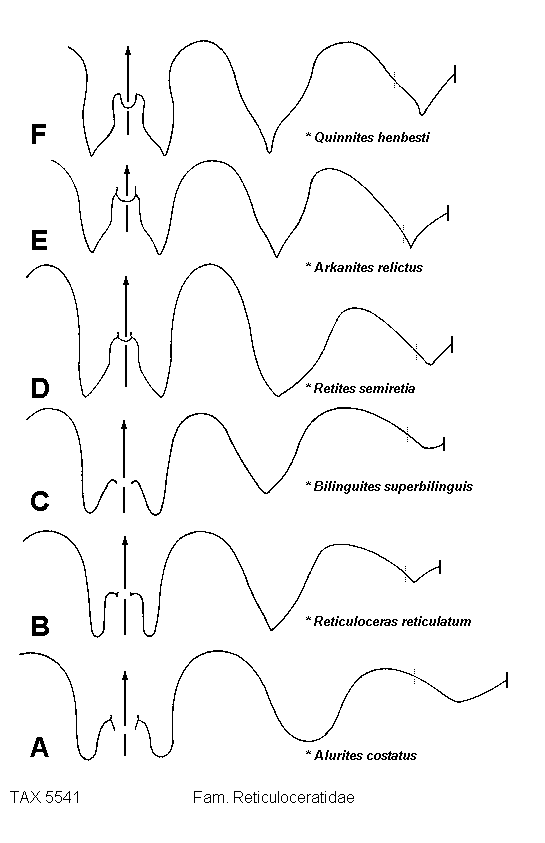 F
* Quinnites henbesti
E
* Arkanites relictus
D
* Retites semiretia
C
* Bilinguites superbilinguis
B
* Reticuloceras reticulatum
A
* Alurites costatus
TAX 5541 Fam. Reticuloceratidae